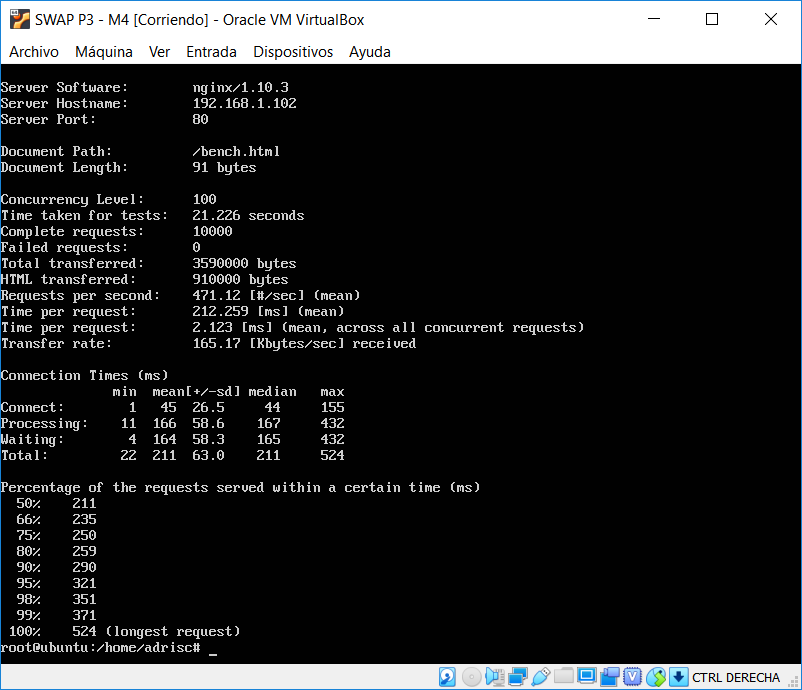 SWAP P3 - M4 [Corriendo] - Oracle VM VirtualBox
Archivo Máquina Ver Entrada Dispositivos Ayuda
Server Software:        nginx/1.10.3
Server Hostname:        192.168.1.102
Server Port:            80
Document Path:          /bench.html
Document Length:        91 bytes
Concurrency Level:      100
Time taken for tests:   21.226 seconds
Complete requests:      10000
Failed requests:        0
Total transferred:      3590000 bytes
HTML transferred:       910000 bytes
Requests per second:    471.12 [#/sec] (mean)
Time per request:       212.259 [ms] (mean)
Time per request:       2.123 [ms] (mean, across all concurrent requests)
Transfer rate:          165.17 [Kbytes/sec] received
Connection Times (ms)
              min  mean[+/-sd] median   max
Connect:        1   45  26.5     44     155
Processing:    11  166  58.6    167     432
Waiting:        4  164  58.3    165     432
Total:         22  211  63.0    211     524
Percentage of the requests served within a certain time (ms)
  50%    211
  66%    235
  75%    250
  80%    259
  90%    290
  95%    321
  98%    351
  99%    371
 100%    524 (longest request)
root@ubuntu:/home/adrisc# _
CTRL DERECHA